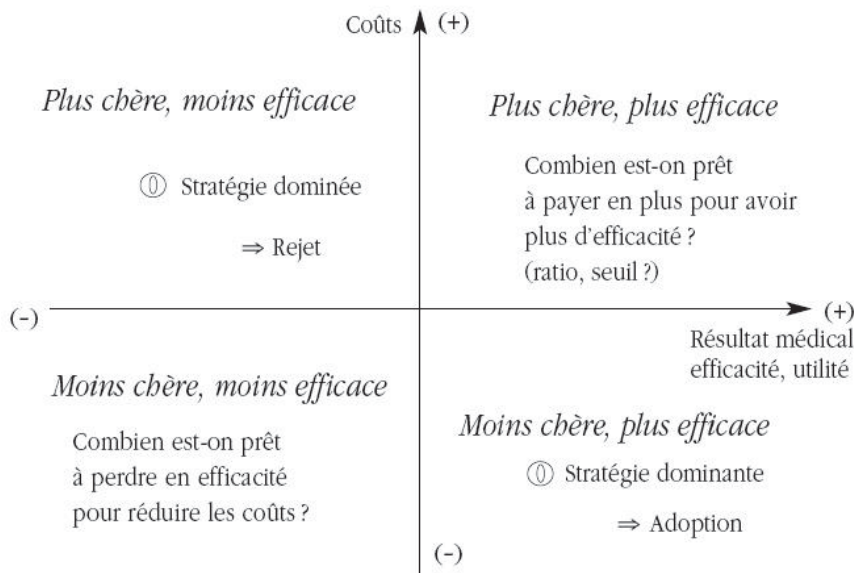 Coûts (+)
Plus chère, moins efficace
Plus chère, plus efficace
Stratégie dominée
⇒ Rejet
Combien est-on prêt
à payer en plus pour avoir
plus d'efficacité ?
(ratio, seuil ?)
(-)
(+)
Résultat médical
efficacité, utilité
Moins chère, moins efficace
Combien est-on prêt
à perdre en efficacité
pour réduire les coûts ?
Moins chère, plus efficace
Stratégie dominante
⇒ Adoption
(-)